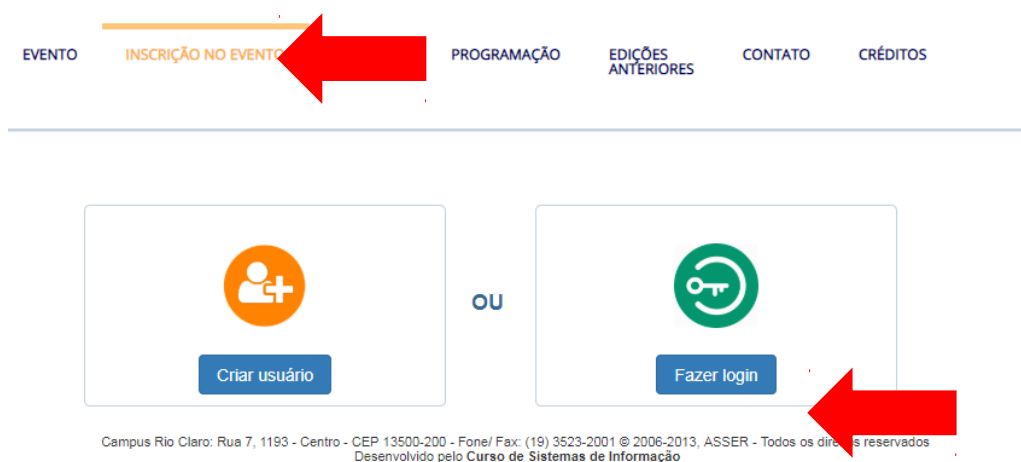 EVENTO INSCRIÇÃO NO EVENTO PROGRAMAÇÃO EDIÇÕES CONTATO CRÉDITOS
ANTERIORES
OU
Criar usuário Fazer login
Campus Rio Claro: Rua 7, 1193 - Centro - CEP 13500-200 - Fone/ Fax: (19) 3523-2001 © 2006-2013, ASSER - Todos os reservados
Desenvolvido pelo Curso de Sistemas de Informação